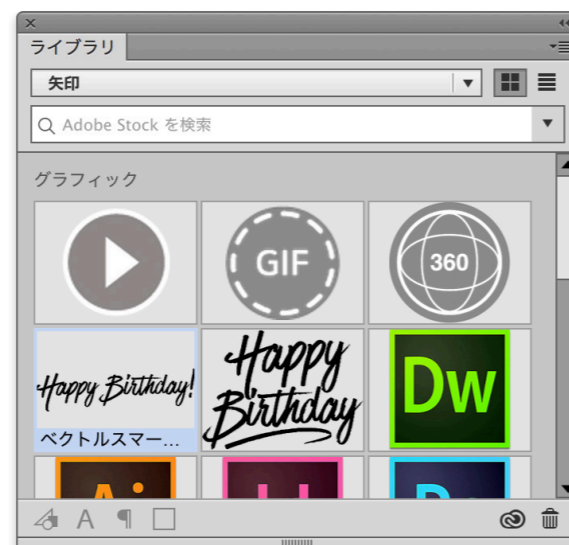 ライブラリ
矢印
Adobe Stock を検索
グラフィック
GIF
360
Happy Birthday!
Happy
Birthday
Dw
ベクトルスマー...
A ¶